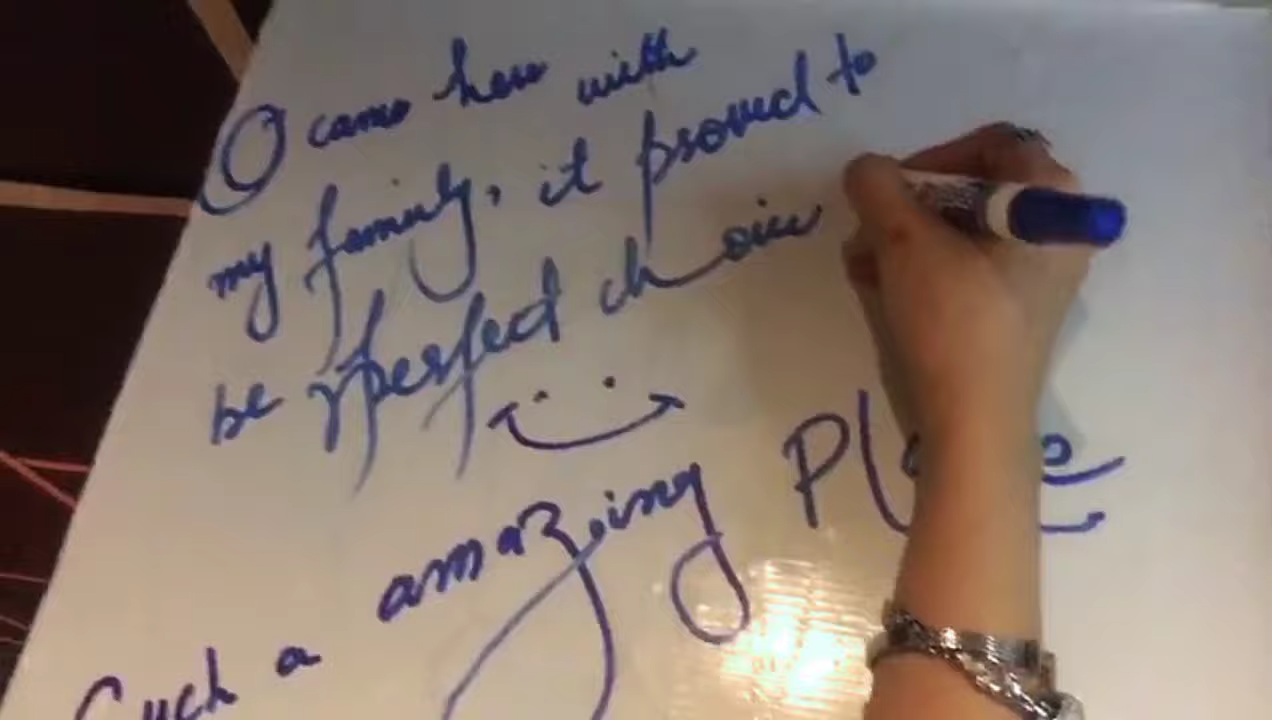 O came here with
my family, it proved to
be perfect choice
Such a amazing Place